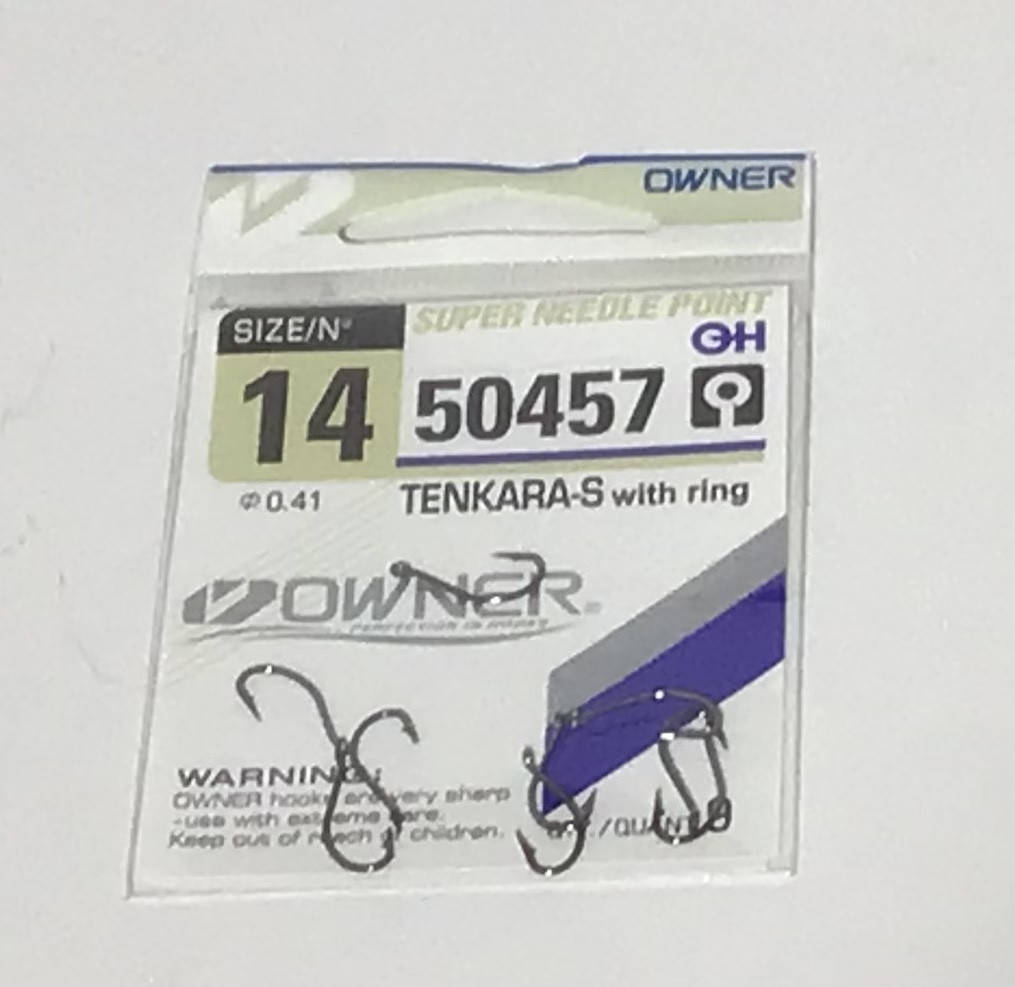 OWNER
SIZE/Nº
SUPER NEEDLE POINT
GH
14
50457
Φ 0.41
TENKARA-S with ring
OWNER®
WARNING:
OWNER hooks are very sharp
-use with extreme care.
Keep out of reach of children.